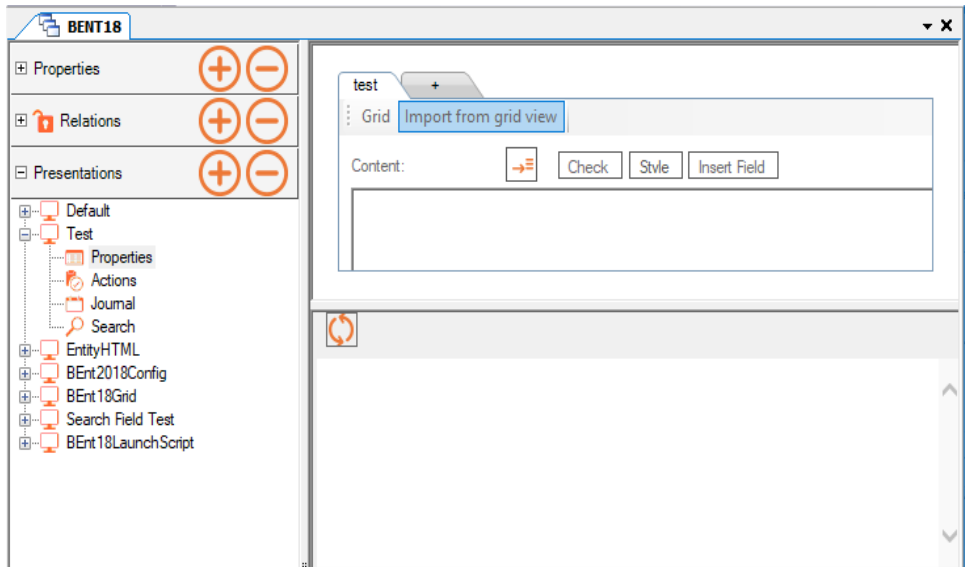 BENT18
Properties
Relations
Presentations
Default
Test
Properties
Actions
Journal
Search
EntityHTML
BEnt2018Config
BEnt18Grid
Search Field Test
BEnt18LaunchScript
test +
Grid Import from grid view
Content: Check Style Insert Field